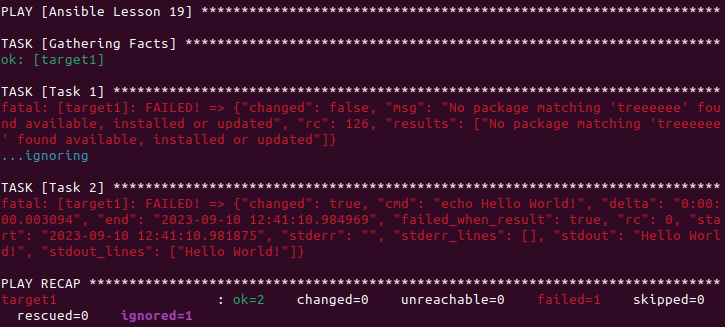 PLAY [Ansible Lesson 19] *****************************************************************
TASK [Gathering Facts] *******************************************************************
ok: [target1]
TASK [Task 1] ****************************************************************************
fatal: [target1]: FAILED! => {"changed": false, "msg": "No package matching 'treeeeee' fou
nd available, installed or updated", "rc": 126, "results": ["No package matching 'treeeeee
' found available, installed or updated"]}
...ignoring
TASK [Task 2] ****************************************************************************
fatal: [target1]: FAILED! => {"changed": true, "cmd": "echo Hello World!", "delta": "0:00:
00.003094", "end": "2023-09-10 12:41:10.984969", "failed_when_result": true, "rc": 0, "sta
rt": "2023-09-10 12:41:10.981875", "stderr": "", "stderr_lines": [], "stdout": "Hello Worl
d!", "stdout_lines": ["Hello World!"]}
PLAY RECAP *******************************************************************************
target1                    : ok=2    changed=0    unreachable=0    failed=1    skipped=0
  rescued=0    ignored=1